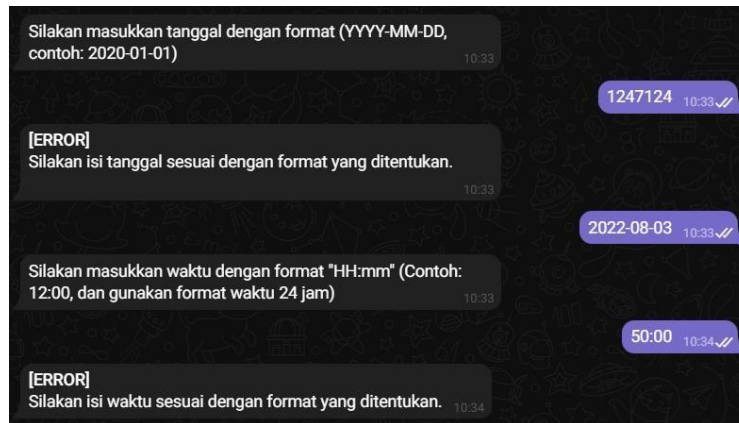 Silakan masukkan tanggal dengan format (YYYY-MM-DD,
contoh: 2020-01-01)
10:33
1247124 10:33
[ERROR]
Silakan isi tanggal sesuai dengan format yang ditentukan.
10:33
2022-08-03 10:33
Silakan masukkan waktu dengan format "HH:mm" (Contoh:
12:00, dan gunakan format waktu 24 jam)
10:33
50:00 10:34
[ERROR]
Silakan isi waktu sesuai dengan format yang ditentukan. 10:34